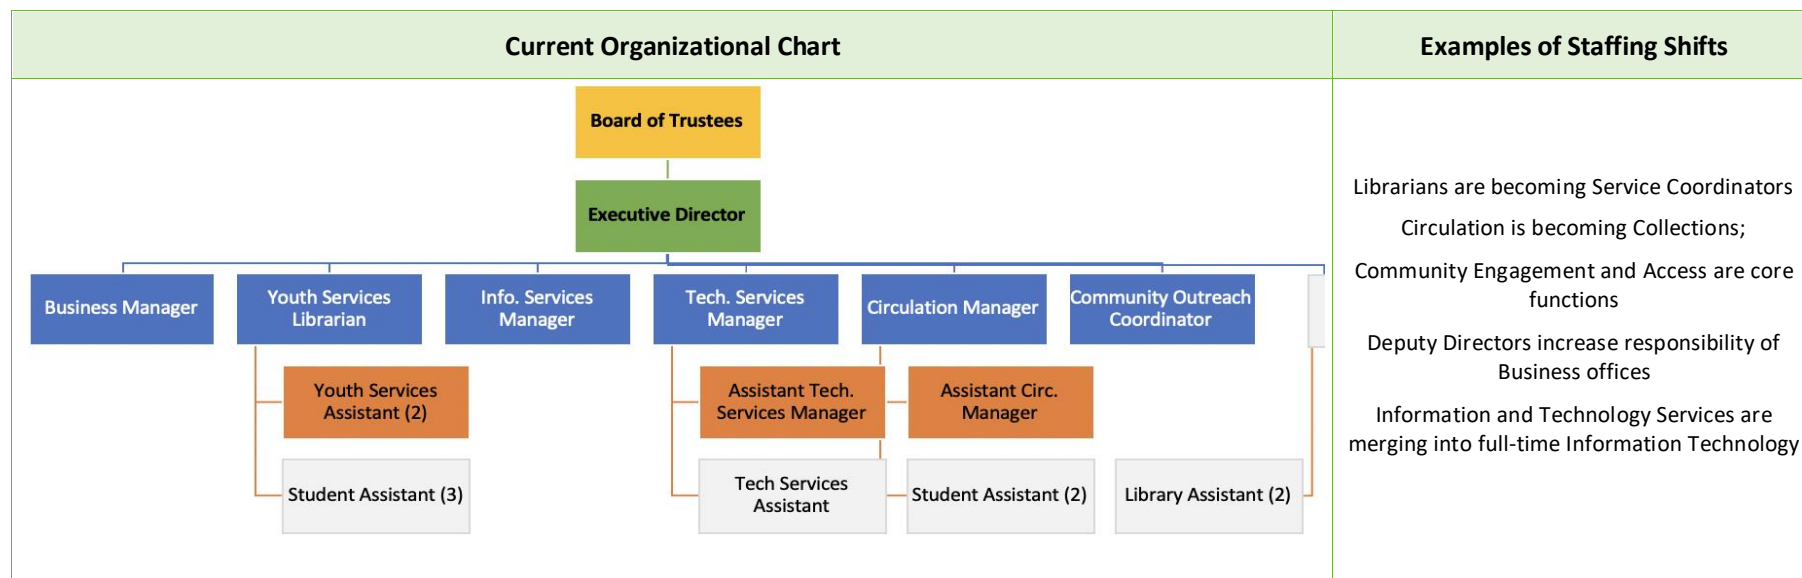 Current Organizational Chart
Examples of Staffing Shifts
Board of Trustees
Executive Director
Business Manager
Youth Services
Librarian
Info. Services
Manager
Tech. Services
Manager
Circulation Manager
Community Outreach
Coordinator
Youth Services
Assistant (2)
Assistant Tech.
Services Manager
Assistant Circ.
Manager
Student Assistant (3)
Tech Services
Assistant
Student Assistant (2)
Library Assistant (2)
Librarians are becoming Service Coordinators
Circulation is becoming Collections;
Community Engagement and Access are core
functions
Deputy Directors increase responsibility of
Business offices
Information and Technology Services are
merging into full-time Information Technology